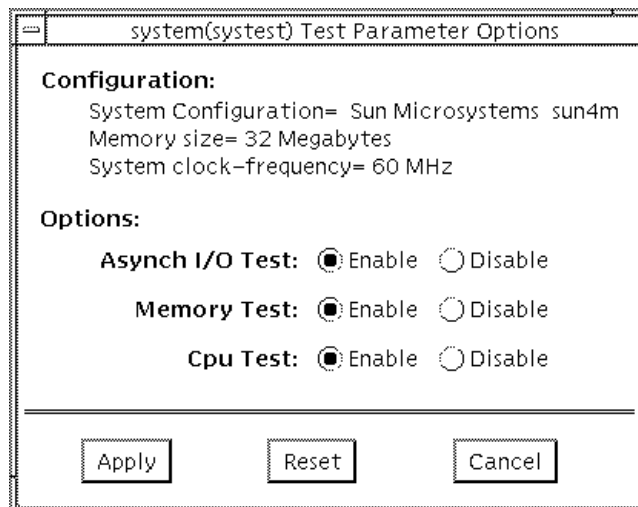 system(systest) Test Parameter Options
Configuration:
System Configuration= Sun Microsystems sun4m
Memory size= 32 Megabytes
System clock-frequency= 60 MHz
Options:
Asynch I/O Test: Enable Disable
Memory Test: Enable Disable
Cpu Test: Enable Disable
Apply Reset Cancel